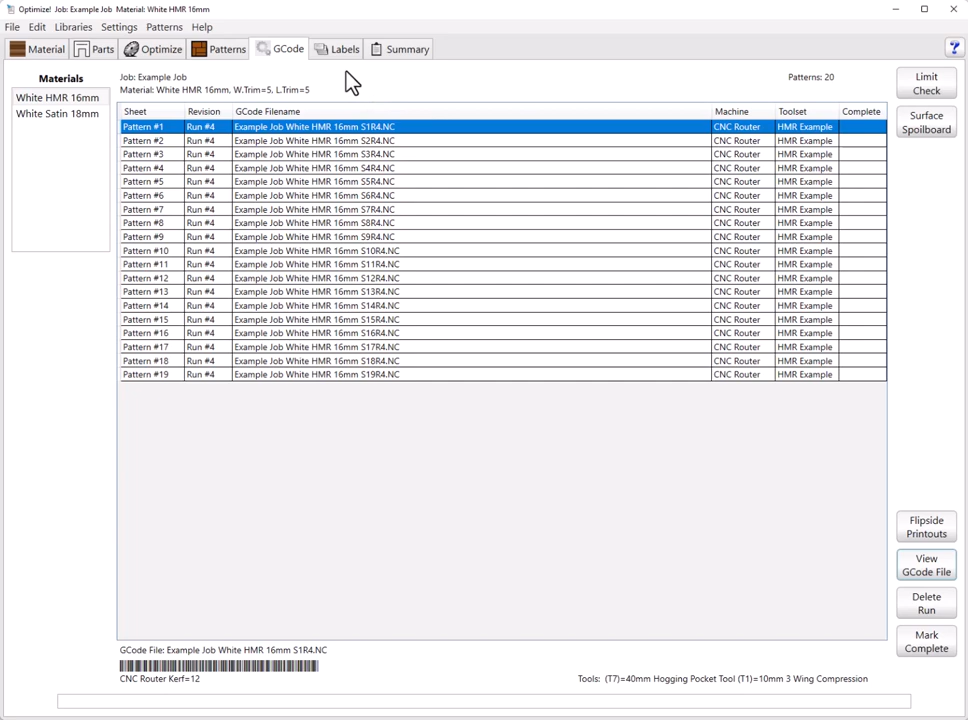 Optimize! Job: Example Job Material: White HMR 16mm
File Edit Libraries Settings Patterns Help
Material Parts Optimize Patterns GCode Labels Summary ?
Materials
White HMR 16mm
White Satin 18mm
Job: Example Job
Material: White HMR 16mm, W.Trim=5, L.Trim=5
Patterns: 20
Sheet Revision GCode Filename Machine Toolset Complete
Pattern #1 Run #4 Example Job White HMR 16mm S1R4.NC CNC Router HMR Example
Pattern #2 Run #4 Example Job White HMR 16mm S2R4.NC CNC Router HMR Example
Pattern #3 Run #4 Example Job White HMR 16mm S3R4.NC CNC Router HMR Example
Pattern #4 Run #4 Example Job White HMR 16mm S4R4.NC CNC Router HMR Example
Pattern #5 Run #4 Example Job White HMR 16mm S5R4.NC CNC Router HMR Example
Pattern #6 Run #4 Example Job White HMR 16mm S6R4.NC CNC Router HMR Example
Pattern #7 Run #4 Example Job White HMR 16mm S7R4.NC CNC Router HMR Example
Pattern #8 Run #4 Example Job White HMR 16mm S8R4.NC CNC Router HMR Example
Pattern #9 Run #4 Example Job White HMR 16mm S9R4.NC CNC Router HMR Example
Pattern #10 Run #4 Example Job White HMR 16mm S10R4.NC CNC Router HMR Example
Pattern #11 Run #4 Example Job White HMR 16mm S11R4.NC CNC Router HMR Example
Pattern #12 Run #4 Example Job White HMR 16mm S12R4.NC CNC Router HMR Example
Pattern #13 Run #4 Example Job White HMR 16mm S13R4.NC CNC Router HMR Example
Pattern #14 Run #4 Example Job White HMR 16mm S14R4.NC CNC Router HMR Example
Pattern #15 Run #4 Example Job White HMR 16mm S15R4.NC CNC Router HMR Example
Pattern #16 Run #4 Example Job White HMR 16mm S16R4.NC CNC Router HMR Example
Pattern #17 Run #4 Example Job White HMR 16mm S17R4.NC CNC Router HMR Example
Pattern #18 Run #4 Example Job White HMR 16mm S18R4.NC CNC Router HMR Example
Pattern #19 Run #4 Example Job White HMR 16mm S19R4.NC CNC Router HMR Example
Limit
Check
Surface
Spoilboard
Flipside
Printouts
View
GCode File
Delete
Run
Mark
Complete
GCode File: Example Job White HMR 16mm S1R4.NC
CNC Router Kerf=12
Tools: (T7)=40mm Hogging Pocket Tool (T1)=10mm 3 Wing Compression